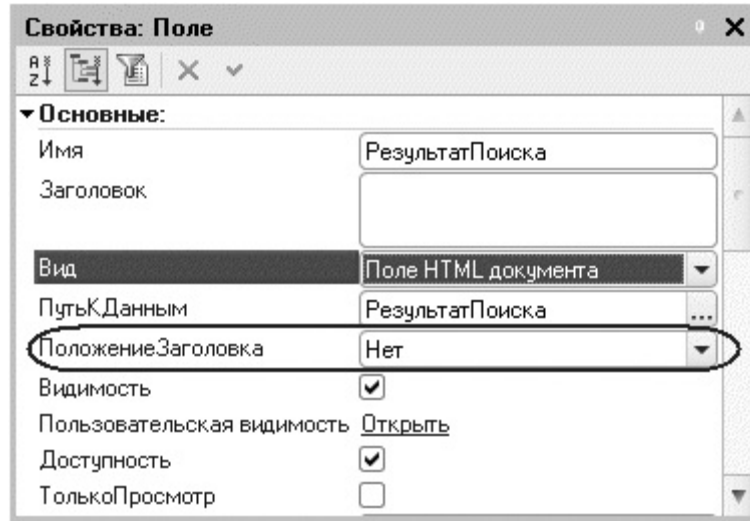 Свойства: Поле
Основные:
Имя РезультатПоиска
Заголовок
Вид Поле HTML документа
ПутьКДанным РезультатПоиска ...
ПоложениеЗаголовка Нет
Видимость
Пользовательская видимость Открыть
Доступность
ТолькоПросмотр